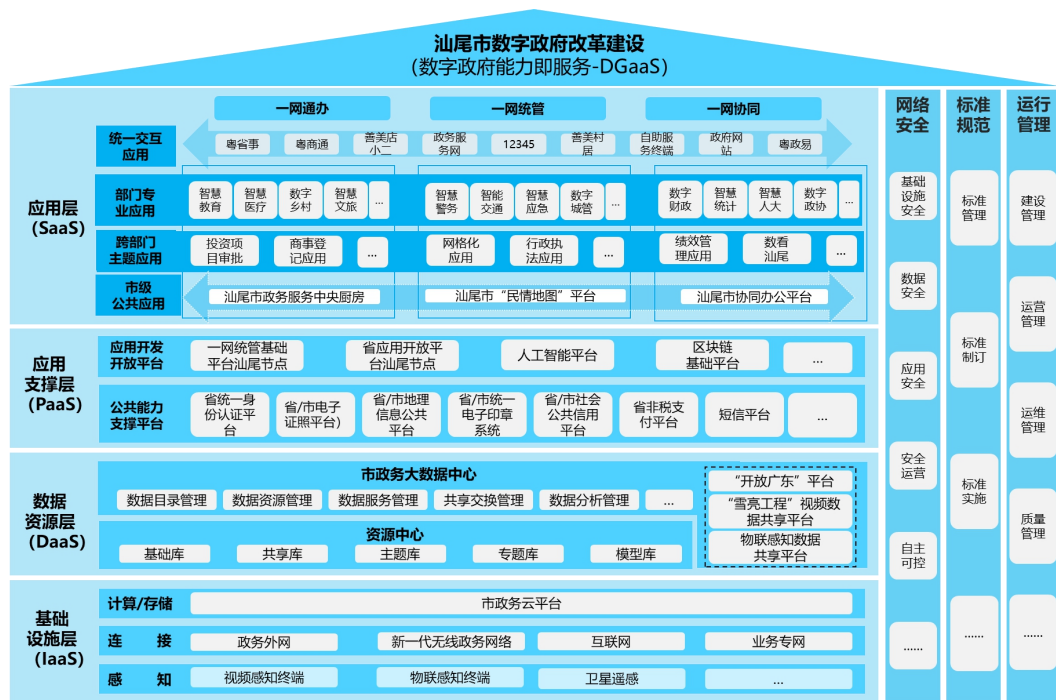 汕尾市数字政府改革建设
（数字政府能力即服务-DGaaS）
一网通办
一网统管
一网协同
应用层
（SaaS）
统一交互
应用
粤省事
粤商通
善美店
小二
政务服
务网
12345
善美村
居
自助服
务终端
政府网
站
粤政易
部门专
业应用
智慧
教育
智慧
医疗
数字
乡村
智慧
文旅
...
智慧
警务
智能
交通
智慧
应急
数字
城管
...
数字
财政
智慧
统计
智慧
人大
数字
政协
...
跨部门
主题应用
投资项
目审批
商事登
记应用
...
网格化
应用
行政执
法应用
...
绩效管
理应用
数看
汕尾
...
市级
公共应用
汕尾市政务服务中央厨房
汕尾市“民情地图”平台
汕尾市协同办公平台
应用
支撑层
（PaaS）
应用开发
开放平台
一网统管基础
平台汕尾节点
省应用开放平
台汕尾节点
人工智能平台
区块链
基础平台
...
公共能力
支撑平台
省统一身
份认证平
台
省/市电子
证照平台）
省/市地理
信息公共
平台
省/市统一
电子印章
系统
省/市社会
公共信用
平台
省非税支
付平台
短信平台
...
数据
资源层
（DaaS）
市政务大数据中心
数据目录管理
数据资源管理
数据服务管理
共享交换管理
数据分析管理
...
资源中心
基础库
共享库
主题库
专题库
模型库
“开放广东”平台
“雪亮工程”视频数
据共享平台
物联感知数据
共享平台
基础
设施层
（IaaS）
计算/存储
市政务云平台
连 接
政务外网
新一代无线政务网络
互联网
业务专网
感 知
视频感知终端
物联感知终端
卫星遥感
...
网络
安全
基础
设施安
全
数据
安全
应用
安全
安全
运营
自主
可控
......
标准
规范
标准
管理
标准
制订
标准
实施
......
运行
管理
建设
管理
运营
管理
运维
管理
质量
管理
......